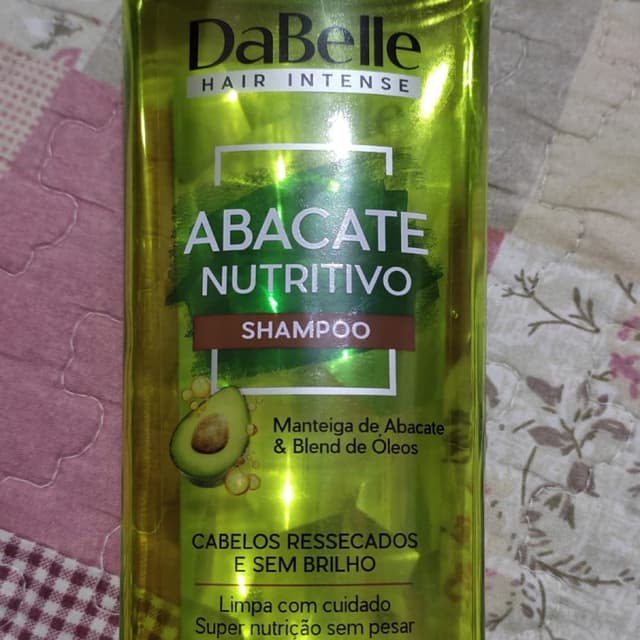 DaBelle
HAIR INTENSE
ABACATE
NUTRITIVO
SHAMPOO
Manteiga de Abacate
& Blend de Óleos
CABELOS RESSECADOS
E SEM BRILHO
Limpa com cuidado
Super nutrição sem pesar